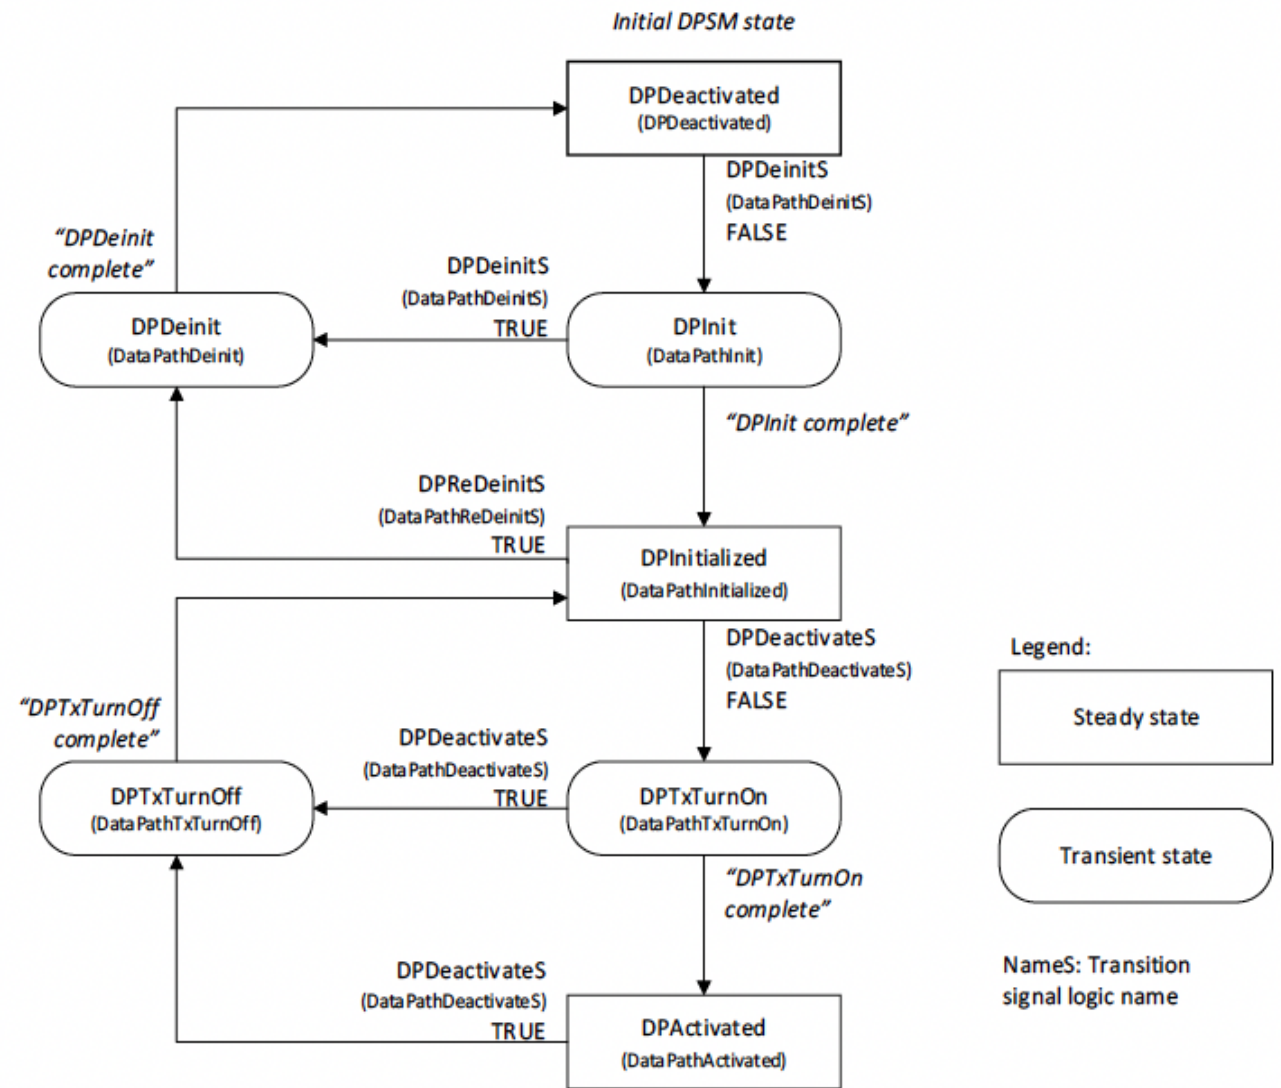 Initial DPSM state
DPDeactivated
(DPDeactivated)
DPDeinitS
(DataPathDeinitS)
FALSE
“DPDeinit
complete”
DPDeinitS
(DataPathDeinitS)
TRUE
DPDeinit
(DataPathDeinit)
DPInit
(DataPathInit)
“DPInit complete”
DPReDeinitS
(DataPathReDeinitS)
TRUE
DPInitialized
(DataPathInitialized)
DPDeactivateS
(DataPathDeactivateS)
FALSE
“DPTxTurnOff
complete”
DPDeactivateS
(DataPathDeactivateS)
TRUE
DPTxTurnOff
(DataPathTxTurnOff)
DPTxTurnOn
(DataPathTxTurnOn)
“DPTxTurnOn
complete”
DPDeactivateS
(DataPathDeactivateS)
TRUE
DPActivated
(DataPathActivated)
Legend:
Steady state
Transient state
NameS: Transition
signal logic name